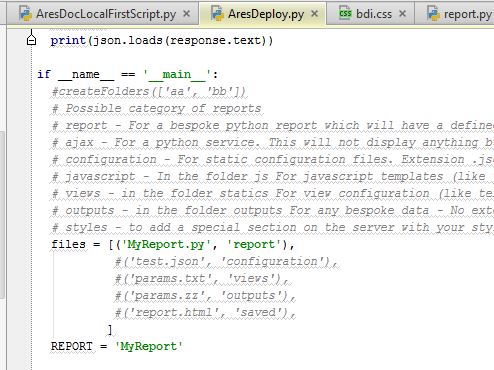 AresDocLocalFirstScript.py × AresDeploy.py × bdi.css × report.py
print(json.loads(response.text))
if __name__ == '__main__':
#createFolders(['aa', 'bb'])
# Possible category of reports
# report - For a bespoke python report which will have a define
# ajax - For a python service. This will not display anything b
# configuration - For static configuration files. Extension .js
# javascript - In the folder js For javascript templates (like
# views - in the folder statics For view configuration (like te
# outputs - in the folder outputs For any bespoke data - No ext
# styles - to add a special section on the server with your sty
files = [('MyReport.py', 'report'),
#('test.json', 'configuration'),
#('params.txt', 'views'),
#('params.zz', 'outputs'),
#('report.html', 'saved'),
]
REPORT = 'MyReport'